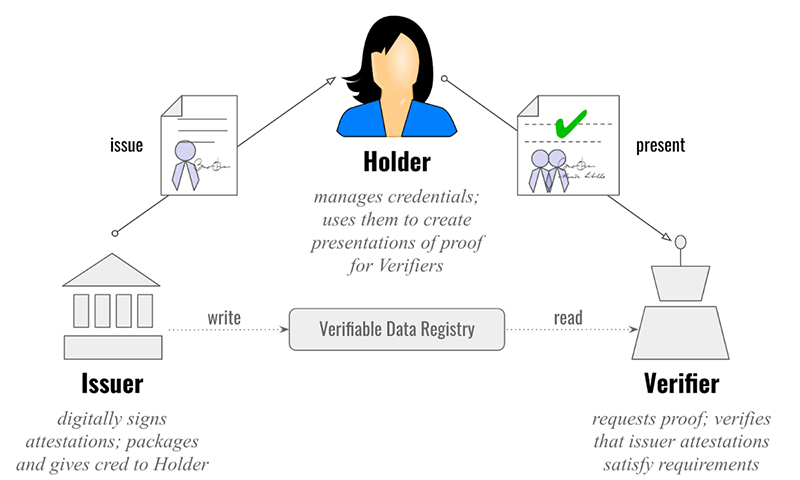 issue
present
Holder
manages credentials;
uses them to create
presentations of proof
for Verifiers
write
Verifiable Data Registry
read
Issuer
digitally signs
attestations; packages
and gives cred to Holder
Verifier
requests proof; verifies
that issuer attestations
satisfy requirements